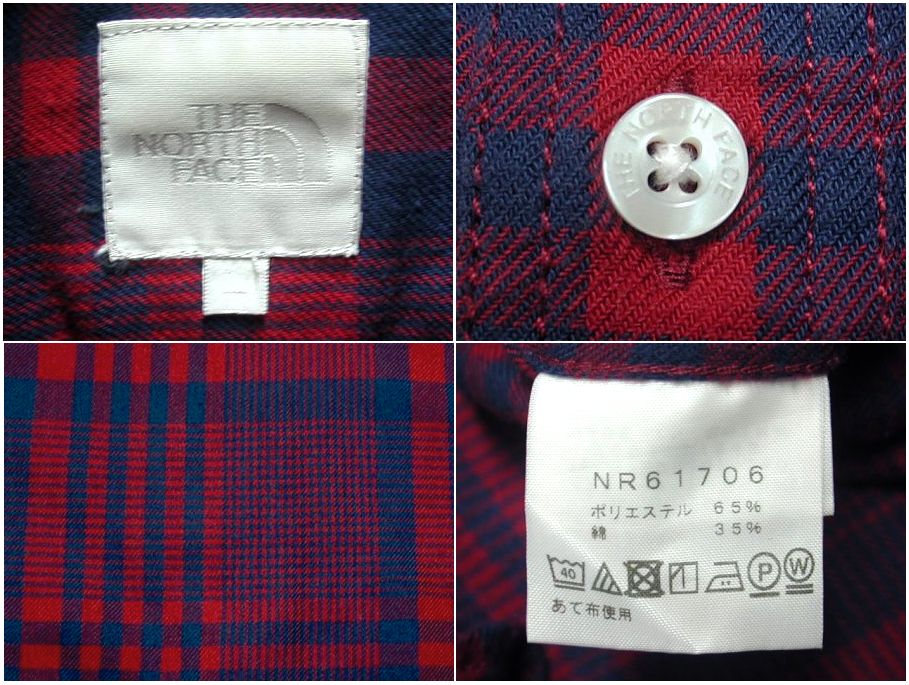 THE
NORTH
FACE
THE NORTH FACE
NR61706
ポリエステル 65%
綿 35%
40 P W
あて布使用